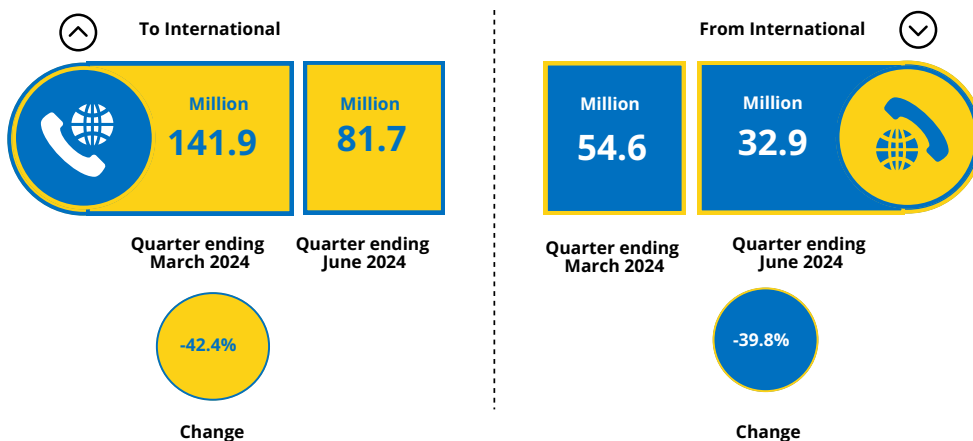 To International
Million
141.9
Quarter ending
March 2024
Million
81.7
Quarter ending
June 2024
-42.4%
Change
From International
Million
54.6
Quarter ending
March 2024
Million
32.9
Quarter ending
June 2024
-39.8%
Change